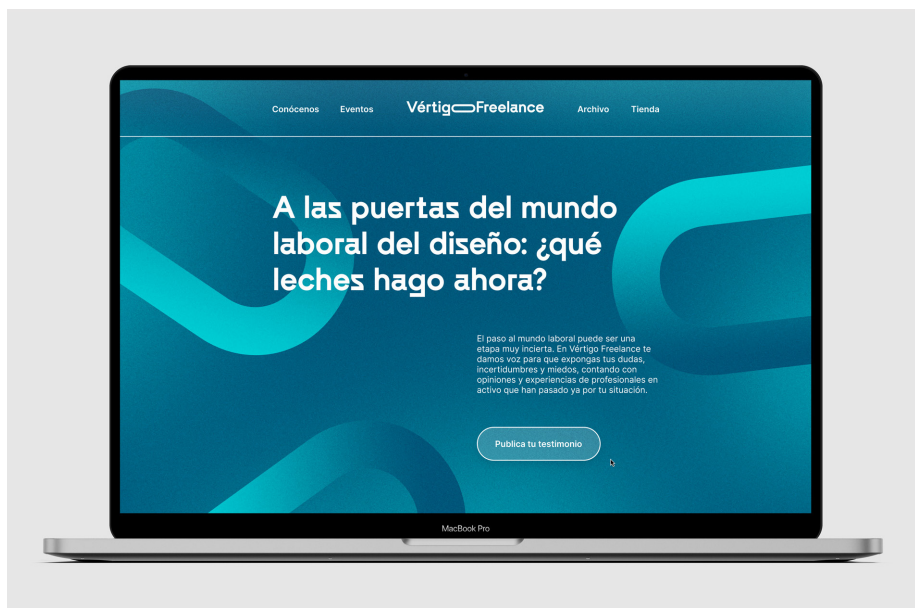 Conócenos Eventos VértigoFreelance Archivo Tienda
A las puertas del mundo
laboral del diseño: ¿qué
leches hago ahora?
El paso al mundo laboral puede ser una
etapa muy incierta. En Vértigo Freelance te
damos voz para que expongas tus dudas,
incertidumbres y miedos, contando con
opiniones y experiencias de profesionales en
activo que han pasado ya por tu situación.
Publica tu testimonio
MacBook Pro